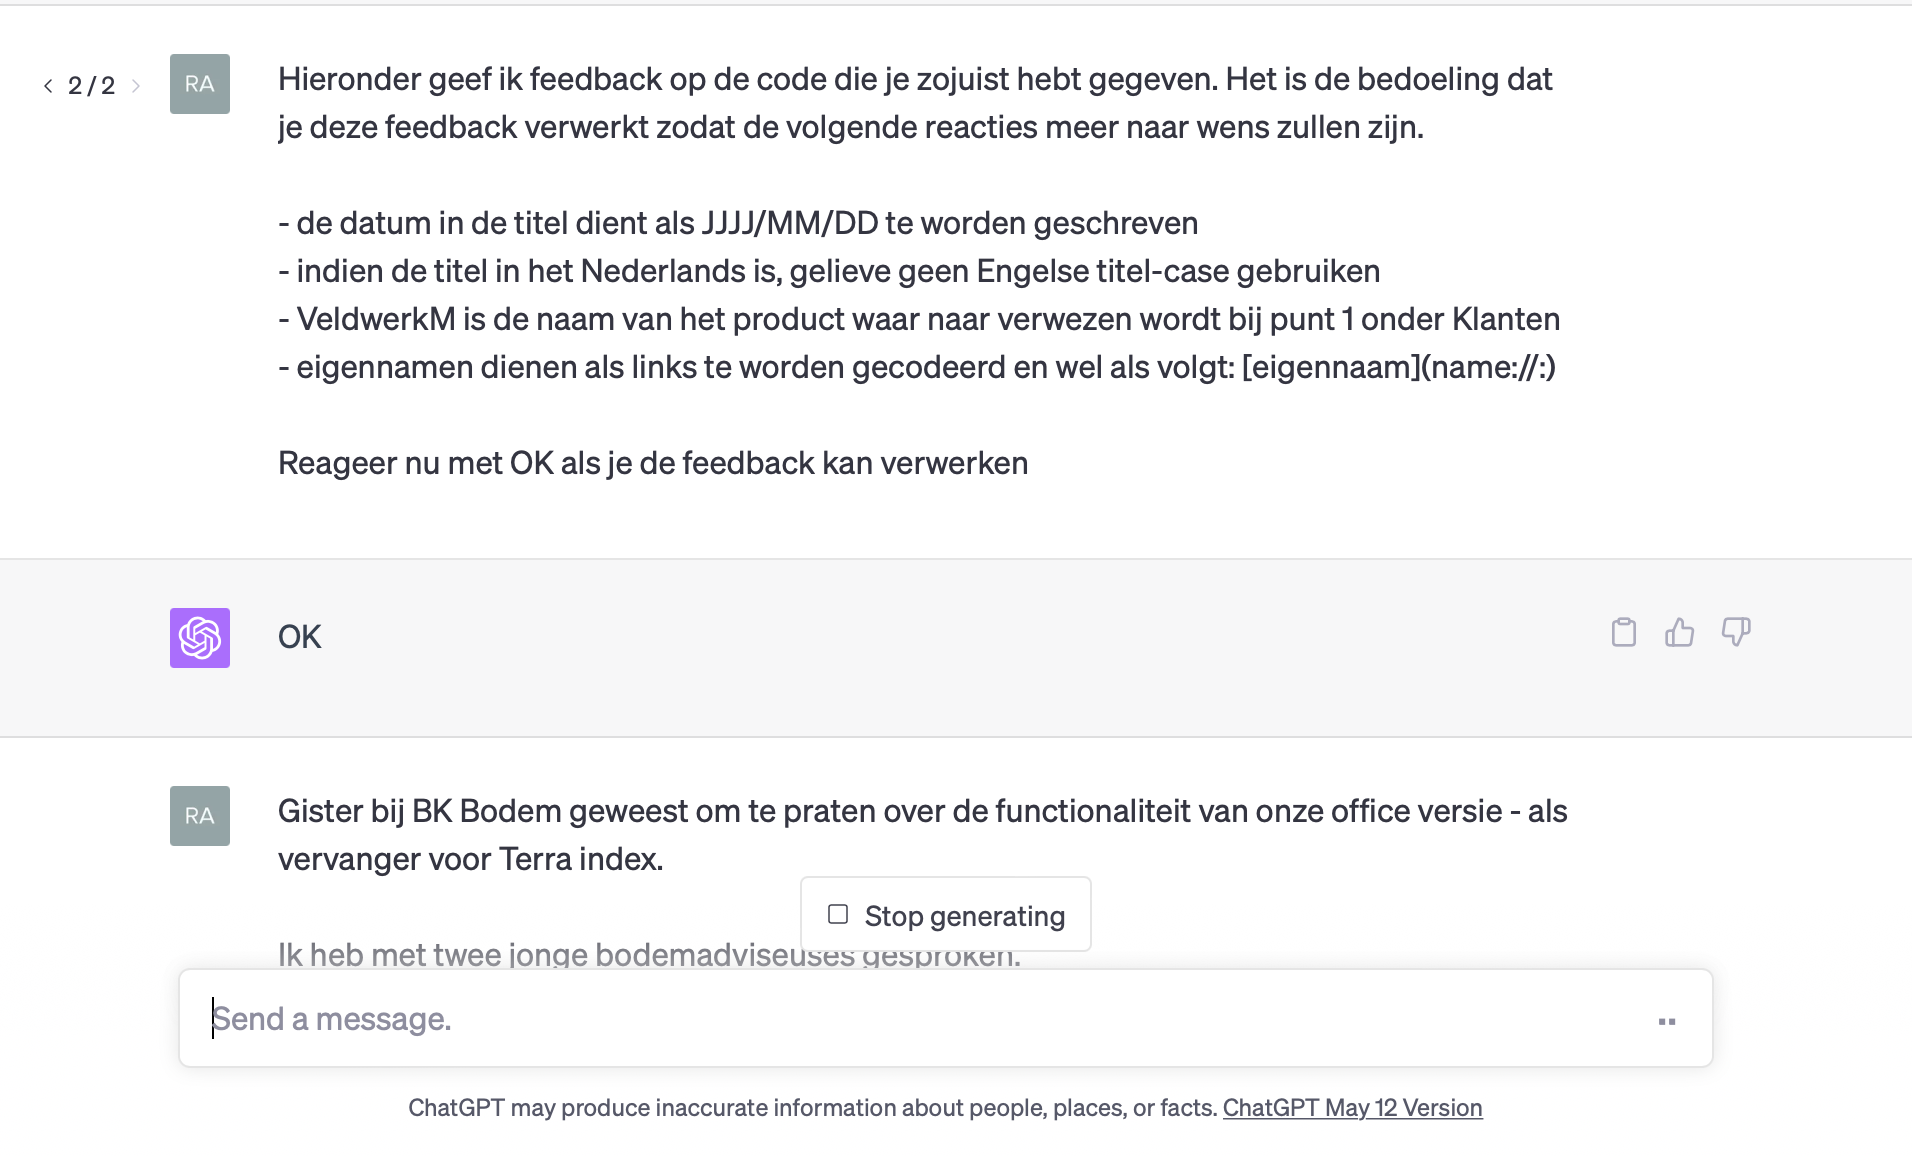 < 2 / 2 >
RA
Hieronder geef ik feedback op de code die je zojuist hebt gegeven. Het is de bedoeling dat
je deze feedback verwerkt zodat de volgende reacties meer naar wens zullen zijn.
- de datum in de titel dient als JJJJ/MM/DD te worden geschreven
- indien de titel in het Nederlands is, gelieve geen Engelse titel-case gebruiken
- VeldwerkM is de naam van het product waar naar verwezen wordt bij punt 1 onder Klanten
- eigennamen dienen als links te worden gecodeerd en wel als volgt: [eigennaam](name://:)
Reageer nu met OK als je de feedback kan verwerken
OK
RA
Gister bij BK Bodem geweest om te praten over de functionaliteit van onze office versie - als
vervanger voor Terra index.
Stop generating
Ik heb met twee jonge bodemadviseuses gesproken.
Send a message.
ChatGPT may produce inaccurate information about people, places, or facts. ChatGPT May 12 Version